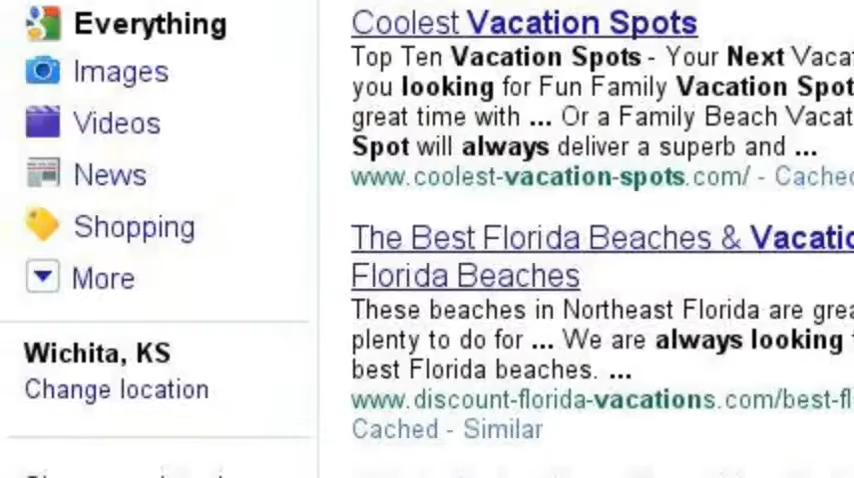 Everything
Images
Videos
News
Shopping
More
Wichita, KS
Change location
Coolest Vacation Spots
Top Ten Vacation Spots - Your Next
you looking for Fun Family Vacation
great time with ... Or a Family Beach
Spot will always deliver a superb and ...
www.coolest-vacation-spots.com/ -
The Best Florida Beaches &
Florida Beaches
These beaches in Northeast Florida are
plenty to do for ... We are always looking
best Florida beaches. ...
www.discount-florida-vacations.com/best-fl
Cached - Similar